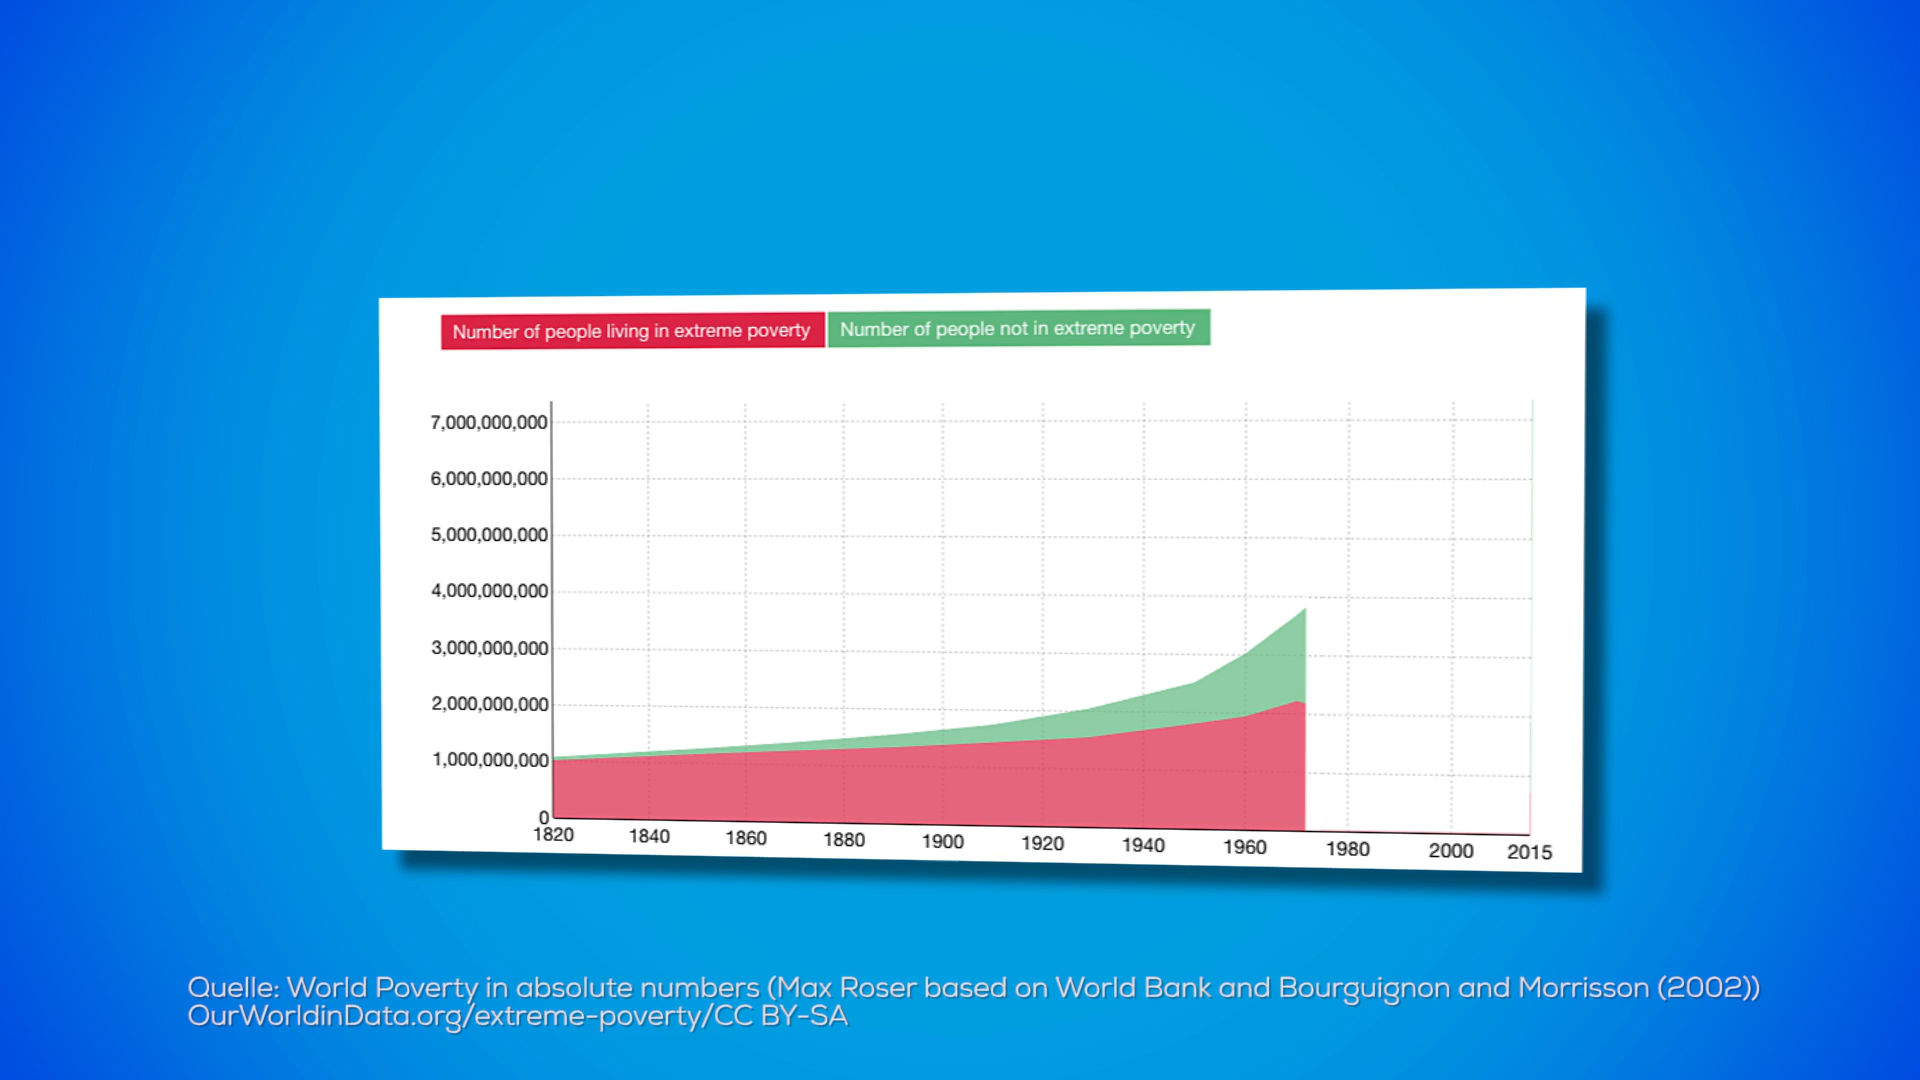 Number of people living in extreme poverty
Number of people not in extreme poverty
7,000,000,000
6,000,000,000
5,000,000,000
4,000,000,000
3,000,000,000
2,000,000,000
1,000,000,000
0
1820 1840 1860 1880 1900 1920 1940 1960 1980 2000 2015
Quelle: World Poverty in absolute numbers (Max Roser based on World Bank and Bourguignon and Morrisson (2002))
OurWorldinData.org/extreme-poverty/CC BY-SA